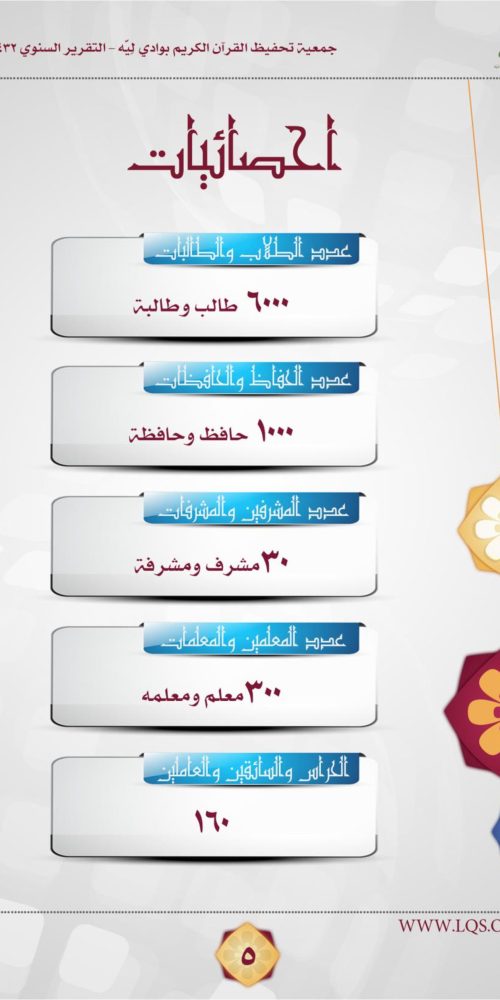 جمعية تحفيظ القرآن الكريم بوادي ليّه - التقرير السنوي ٤٣٢
احصائيات
عدد الطلاب والطالبات
٦٠٠٠ طالب وطالبة
عدد الحفاظ والحافظات
١٠٠٠ حافظ وحافظة
عدد المشرفين والمشرفات
٣٠ مشرف ومشرفة
عدد المعلمين والمعلمات
٣٠٠ معلم ومعلمه
الحراس والسائقين والعاملين
١٦٠
WWW.LQS.
٥